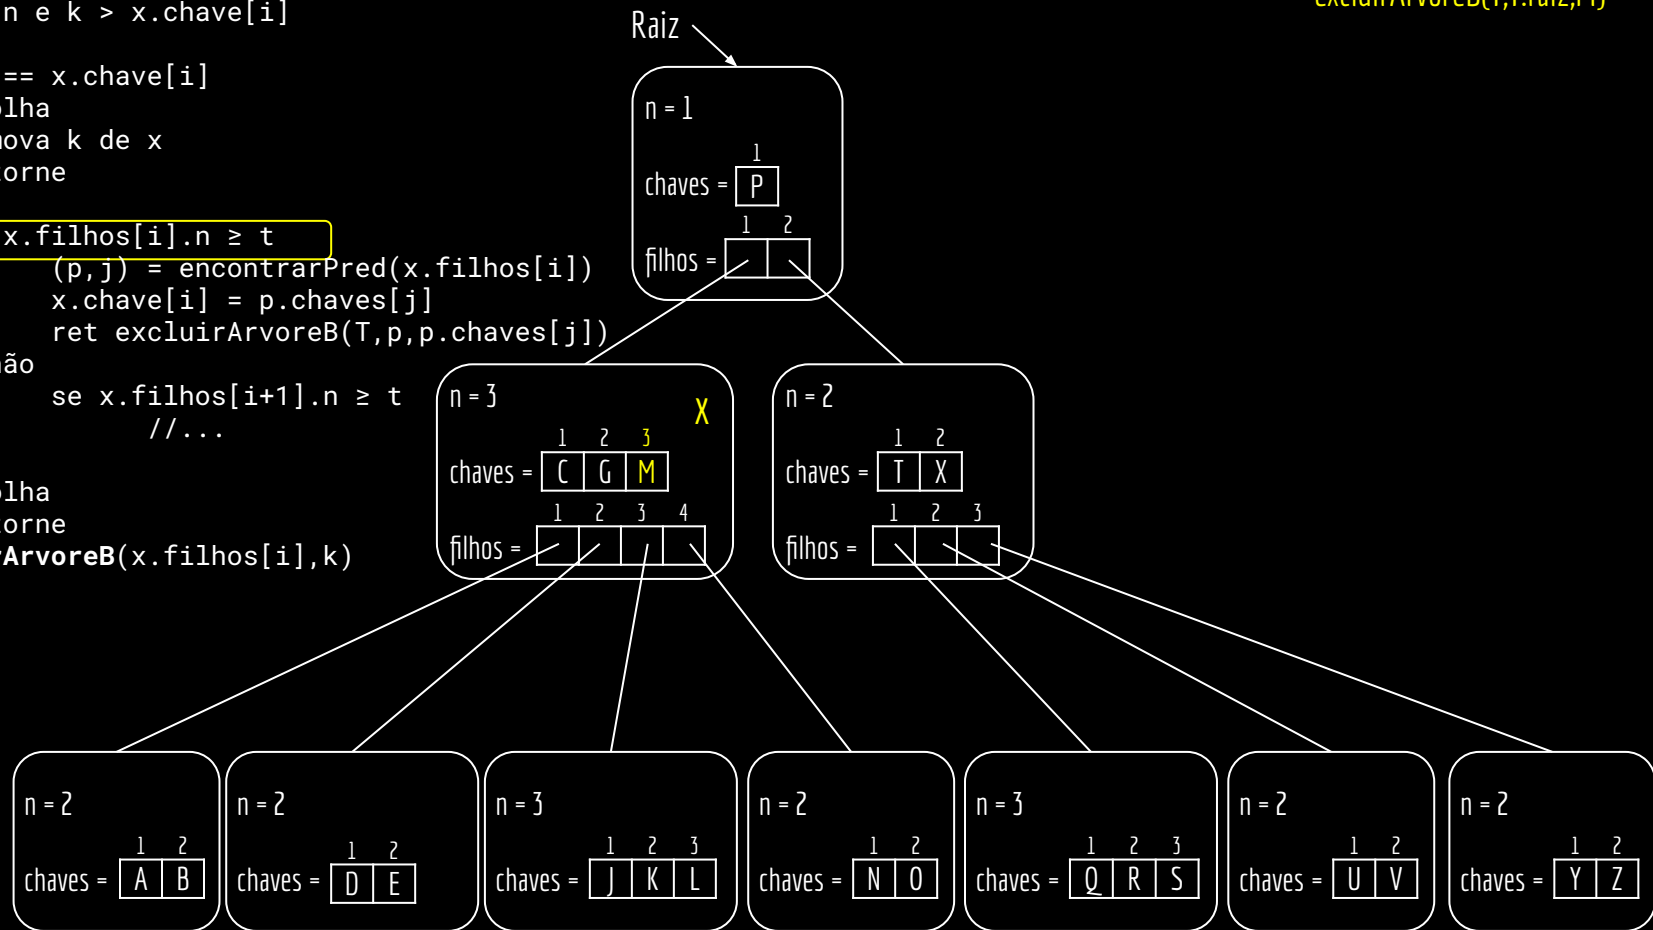 n e k > x.chave[i]
== x.chave[i]
lha
ova k de x
orne
x.filhos[i].n ≥ t
(p,j) = encontrarPred(x.filhos[i])
x.chave[i] = p.chaves[j]
ret excluirArvoreB(T,p,p.chaves[j])
ão
se x.filhos[i+1].n ≥ t
//...
lha
orne
rArvoreB(x.filhos[i],k)
excluirArvoreB(T,T.raiz,M)
Raiz
n = 1
1
chaves = P
1 2
filhos =
n = 3
X
1 2 3
chaves = C G M
1 2 3 4
filhos =
n = 2
1 2
chaves = T X
1 2 3
filhos =
n = 2
1 2
chaves = A B
n = 2
1 2
chaves = D E
n = 3
1 2 3
chaves = J K L
n = 2
1 2
chaves = N O
n = 3
1 2 3
chaves = Q R S
n = 2
1 2
chaves = U V
n = 2
1 2
chaves = Y Z